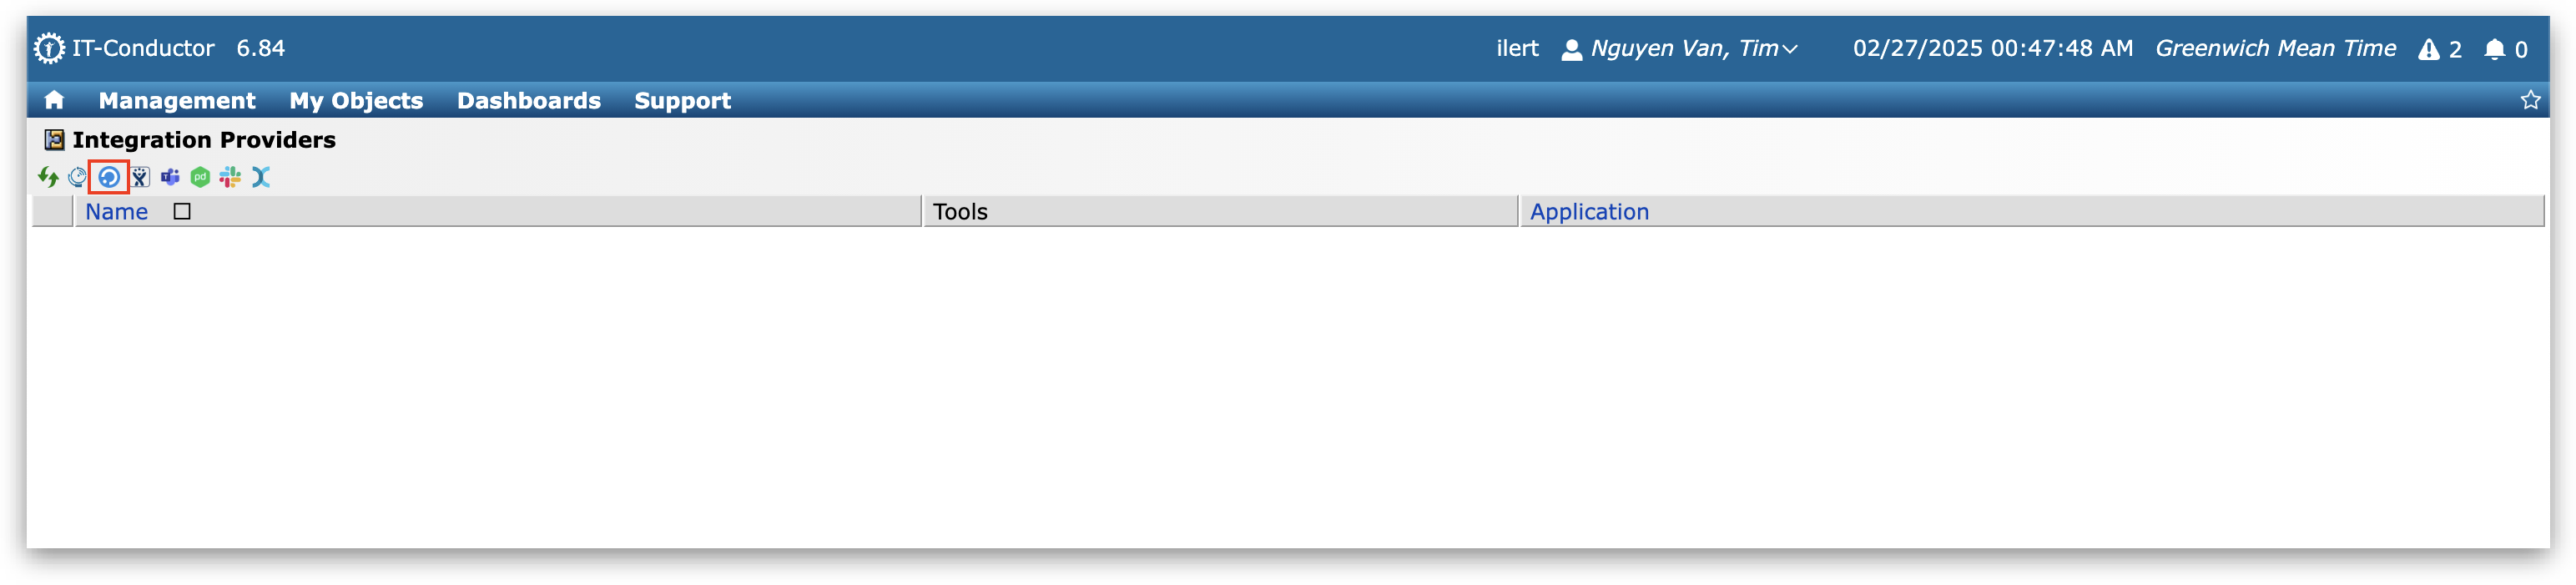 IT-Conductor 6.84 ilert Nguyen Van, Tim 02/27/2025 00:47:48 AM Greenwich Mean Time 2 0
Management My Objects Dashboards Support
Integration Providers
pd
Name Tools Application